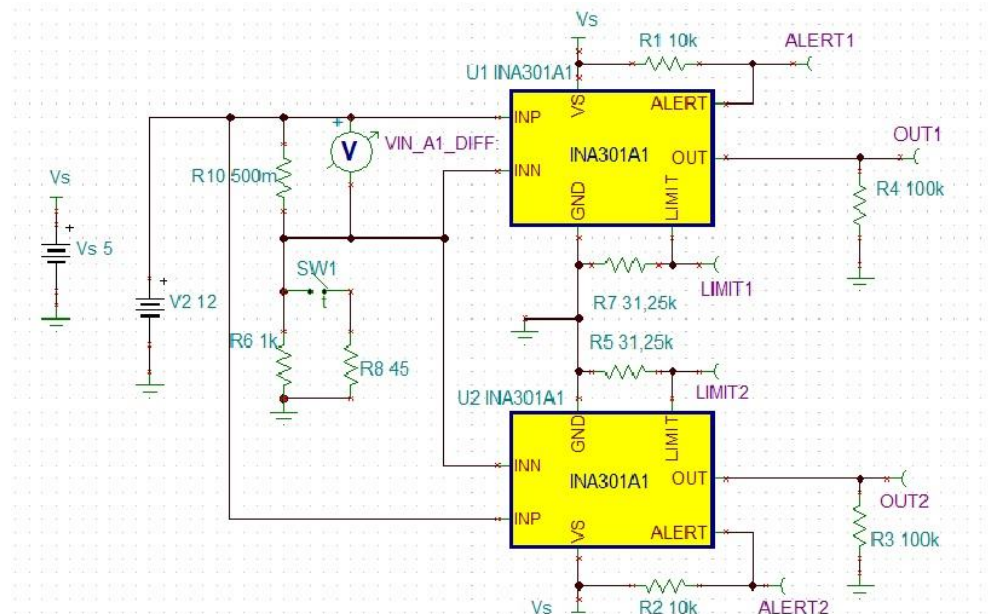 Vs
R1 10k
ALERT1
U1 INA301A1
VS
ALERT
INP
OUT1
+
V
VIN_A1_DIFF:
INA301A1
OUT
R10 500m
INN
GND
LIMIT
R4 100k
Vs
+
Vs 5
SW1
t
LIMIT1
R7 31,25k
+
V2 12
R6 1k
R8 45
R5 31,25k
LIMIT2
U2 INA301A1
GND
LIMIT
INN
INA301A1
OUT
OUT2
INP
VS
ALERT
R3 100k
Vs
R2 10k
ALERT2